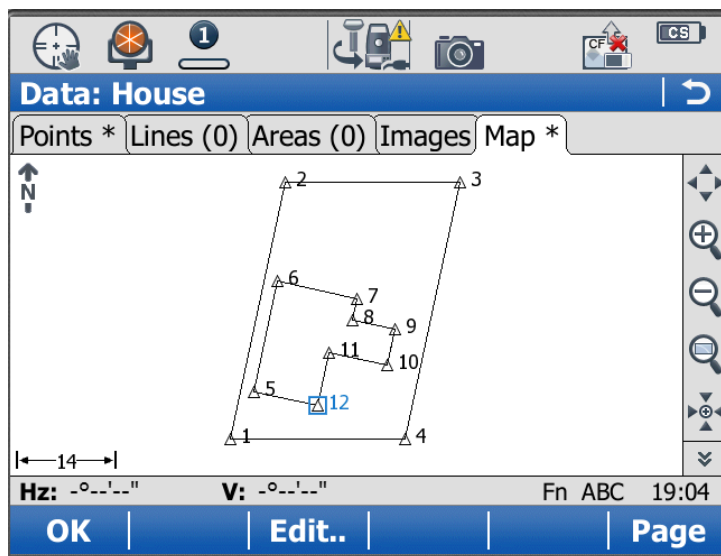 1
CF
CS
Data: House
Points * Lines (0) Areas (0) Images Map *
N
2
3
6
7
8
9
11
10
5
12
1
4
14
Hz: -°--'--" V: -°--'--" Fn ABC 19:04
OK Edit.. Page